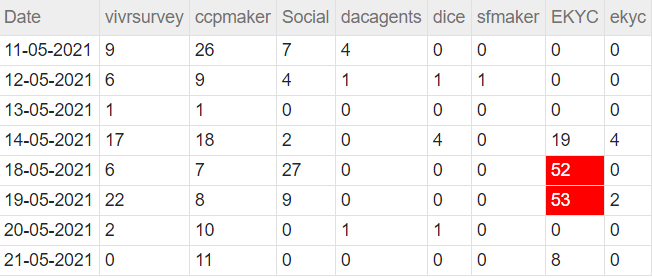 Date vivrsurvey ccpmaker Social dacagents dice sfmaker EKYC ekyc
11-05-2021 9 26 7 4 0 0 0 0
12-05-2021 6 9 4 1 1 1 0 0
13-05-2021 1 1 0 0 0 0 0 0
14-05-2021 17 18 2 0 4 0 19 4
18-05-2021 6 7 27 0 0 0 52 0
19-05-2021 22 8 9 0 0 0 53 2
20-05-2021 2 10 0 1 1 0 0 0
21-05-2021 0 11 0 0 0 0 8 0